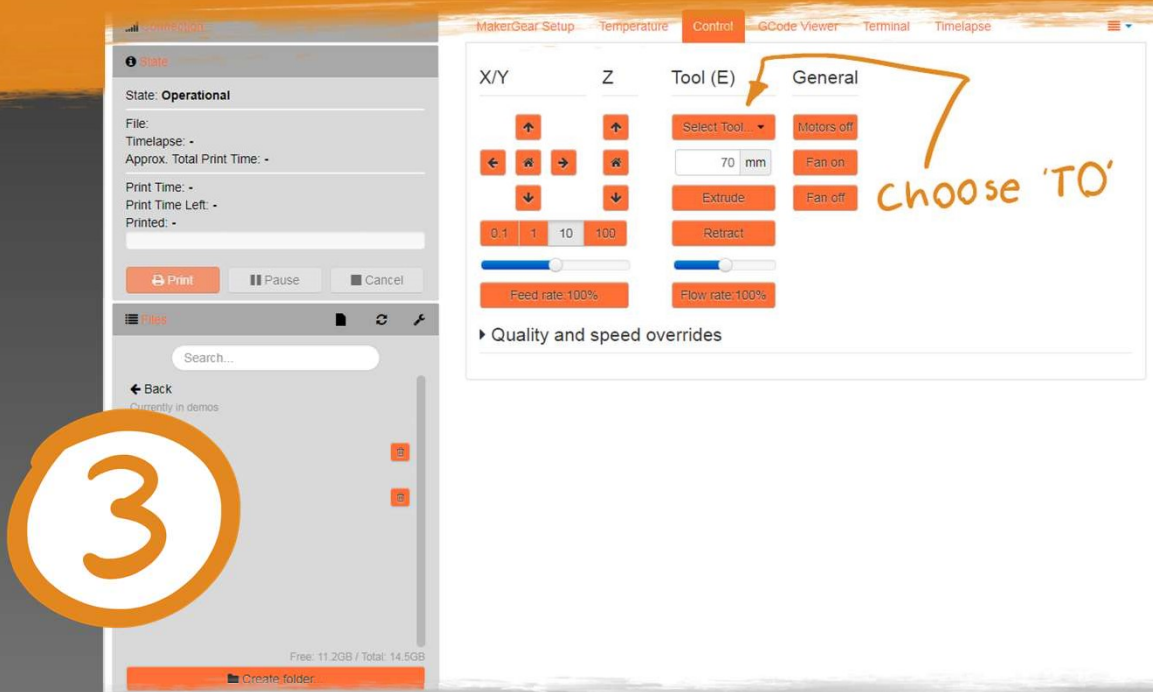 Connection
State
State: Operational
File:
Timelapse: -
Approx. Total Print Time: -
Print Time: -
Print Time Left: -
Printed: -
Print
Pause
Cancel
Files
Search...
Back
Currently in demos
Free: 11.2GB / Total: 14.5GB
Create folder...
3
MakerGear Setup
Temperature
Control
GCode Viewer
Terminal
Timelapse
X/Y
Z
Tool (E)
General
Select Tool...
Motors off
70 mm
Fan on
Extrude
Fan off
0.1 1 10 100
Retract
Feed rate:100%
Flow rate:100%
Quality and speed overrides
Choose 'T0'